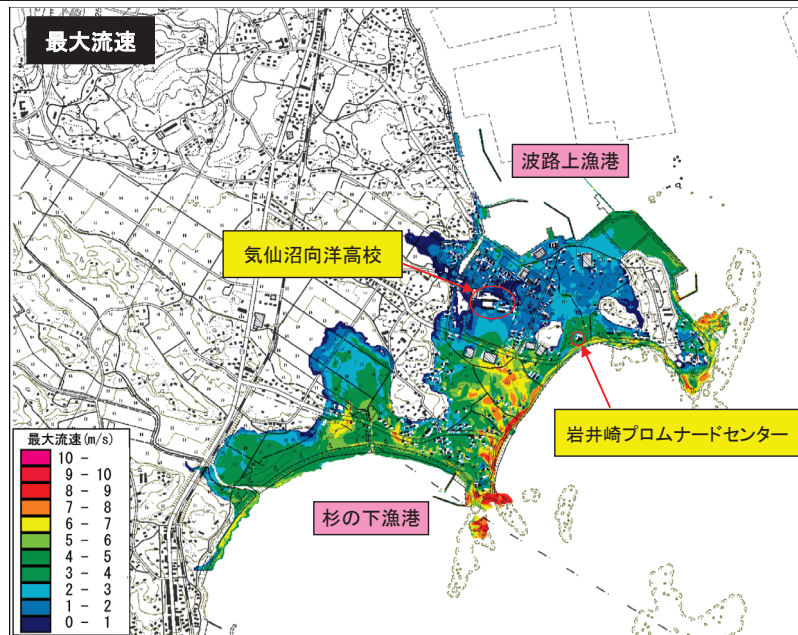 最大流速
波路上漁港
気仙沼向洋高校
岩井崎プロムナードセンター
杉の下漁港
最大流速(m/s)
10 -
9 - 10
8 - 9
7 - 8
6 - 7
5 - 6
4 - 5
3 - 4
2 - 3
1 - 2
0 - 1